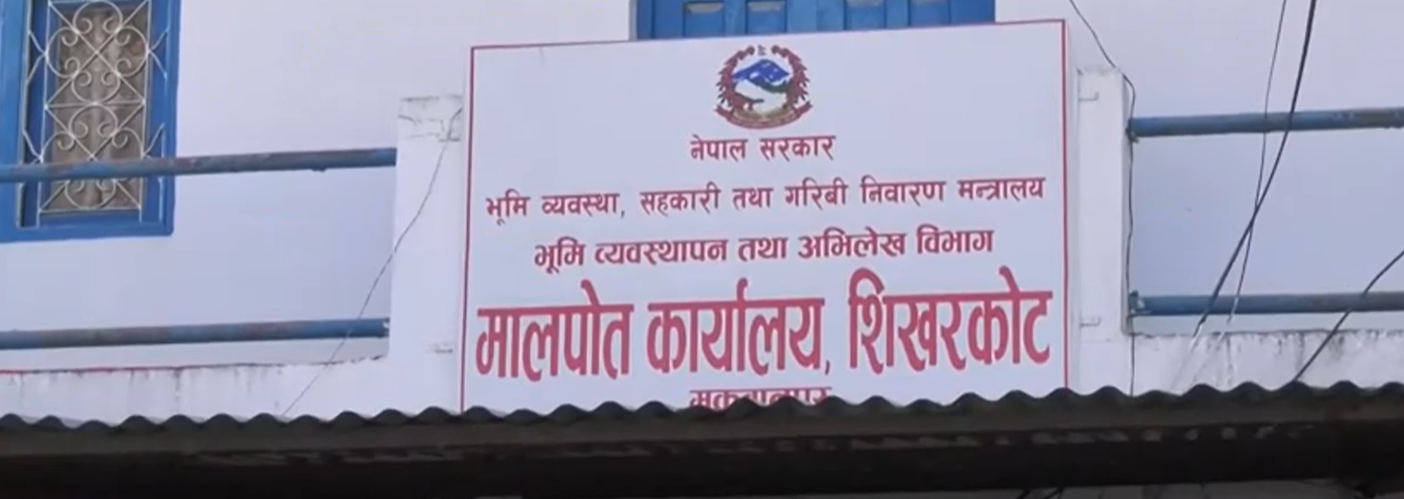 नेपाल सरकार
भूमि व्यवस्था, सहकारी तथा गरिबी निवारण मन्त्रालय
भूमि व्यवस्थापन तथा अभिलेख विभाग
मालपोत कार्यालय, शिखरकोट